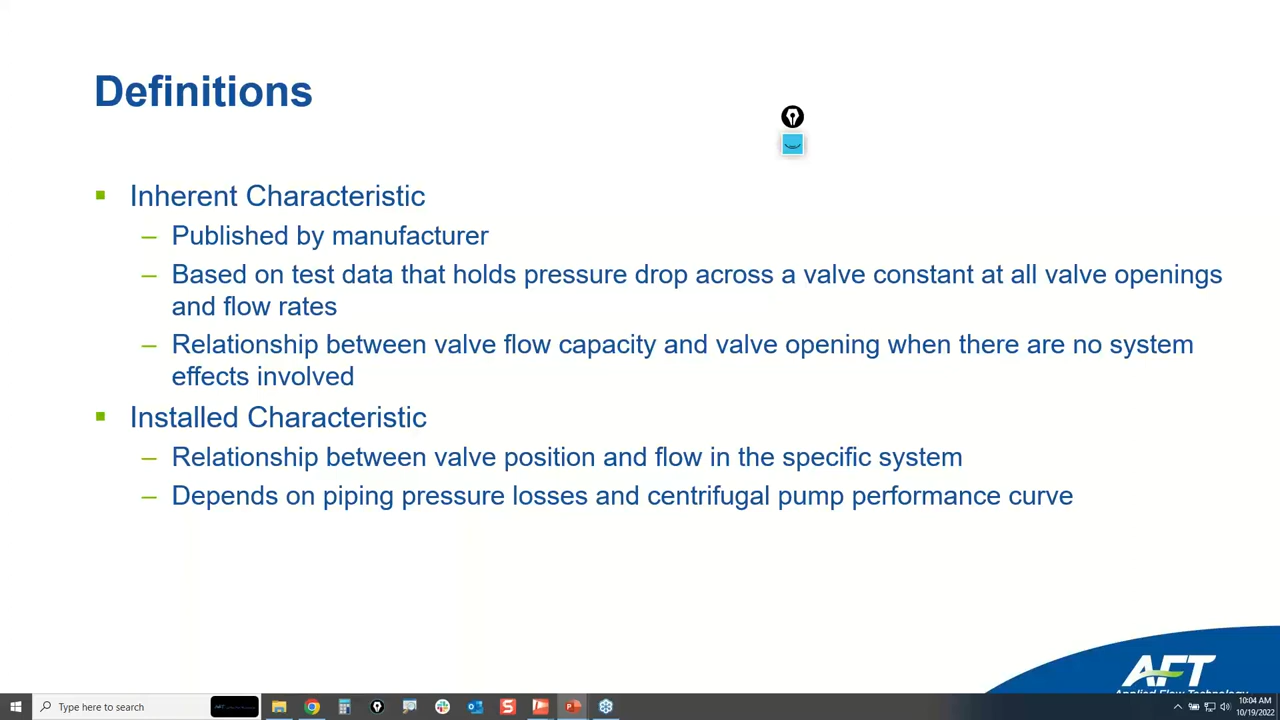 Definitions
Inherent Characteristic
– Published by manufacturer
– Based on test data that holds pressure drop across a valve constant at all valve openings
and flow rates
– Relationship between valve flow capacity and valve opening when there are no system
effects involved
Installed Characteristic
– Relationship between valve position and flow in the specific system
– Depends on piping pressure losses and centrifugal pump performance curve
AFT
Applied Flow Technology
Type here to search
10:04 AM
10/19/2022